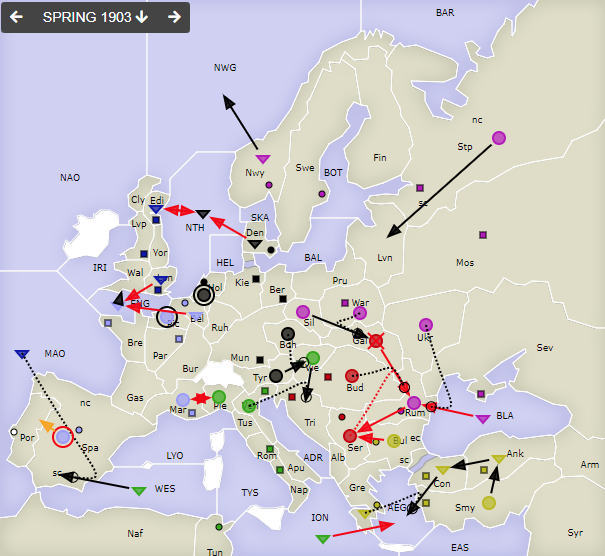 SPRING 1903
BAR
NWG
nc
Stp
Fin
Swe
BOT
Nwy
sc
NAO
Cly
Edi
Lvp
NTH
SKA
Den
Lvn
Mos
Yor
HEL
BAL
IRI
Wal
Hol
Kie
Ber
Pru
ENG
Bel
Sil
War
Pic
Ruh
Ukr
Bre
Par
Mun
Boh
Gal
Sev
MAO
Bur
Tyr
Vie
Bud
nc
Gas
Mar
Pie
Ven
Rum
BLA
Por
Spa
Tus
Tri
Ser
Bul
ec
sc
LYO
Rom
ADR
Alb
sc
Ank
Apu
Con
Arm
WES
TYS
Nap
Gre
AEG
Smy
ION
Naf
Tun
EAS
Syr